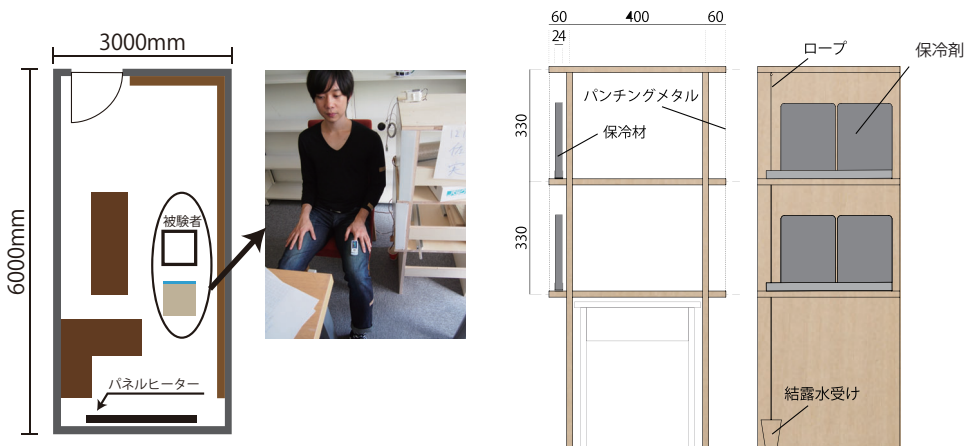 3000mm
6000mm
被験者
パネルヒーター
60
400
60
24
330
330
パンチングメタル
保冷材
ロープ
保冷剤
結露水受け